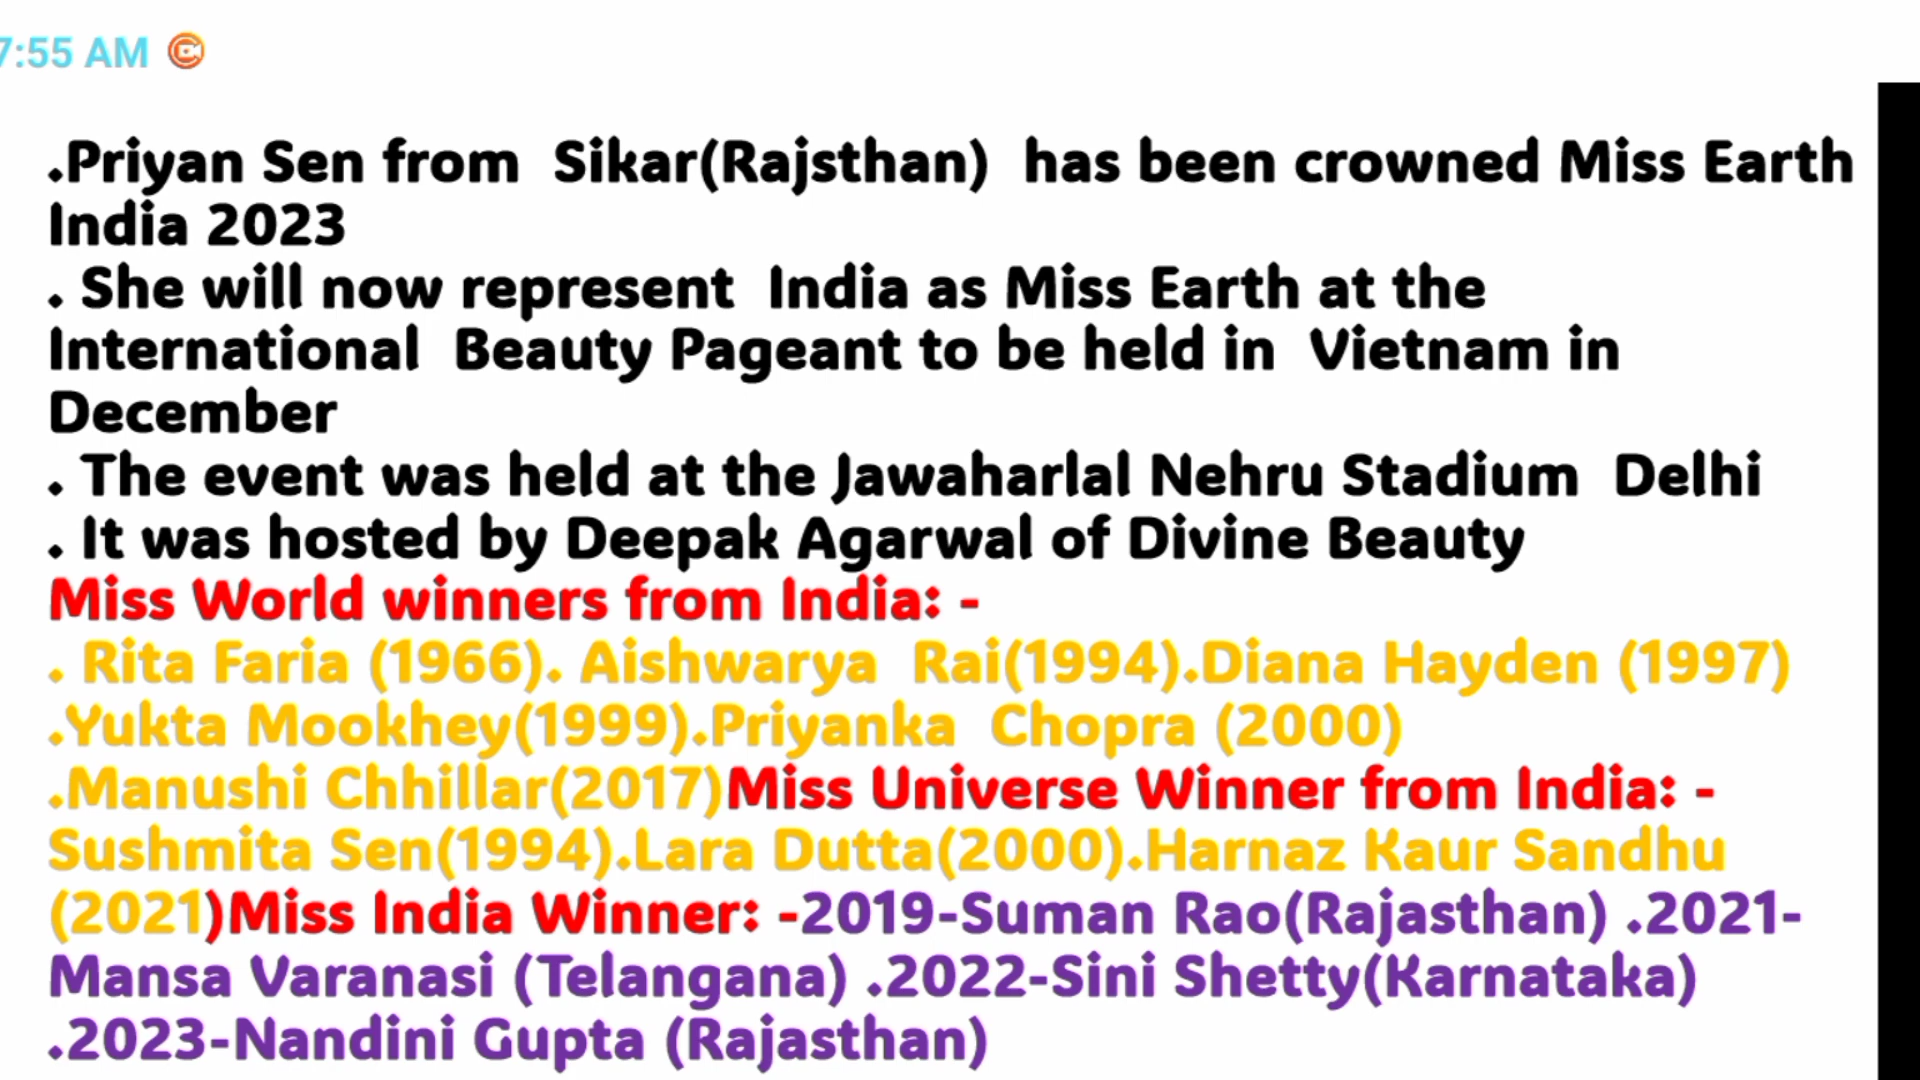 7:55 AM
.Priyan Sen from Sikar(Rajsthan) has been crowned Miss Earth
India 2023
. She will now represent India as Miss Earth at the
International Beauty Pageant to be held in Vietnam in
December
. The event was held at the Jawaharlal Nehru Stadium Delhi
. It was hosted by Deepak Agarwal of Divine Beauty
Miss World winners from India: -
. Rita Faria (1966). Aishwarya Rai(1994).Diana Hayden (1997)
.Yukta Mookhey(1999).Priyanka Chopra (2000)
.Manushi Chhillar(2017)Miss Universe Winner from India: -
Sushmita Sen(1994).Lara Dutta(2000).Harnaz Kaur Sandhu
(2021)Miss India Winner: -2019-Suman Rao(Rajasthan) .2021-
Mansa Varanasi (Telangana) .2022-Sini Shetty(Karnataka)
.2023-Nandini Gupta (Rajasthan)